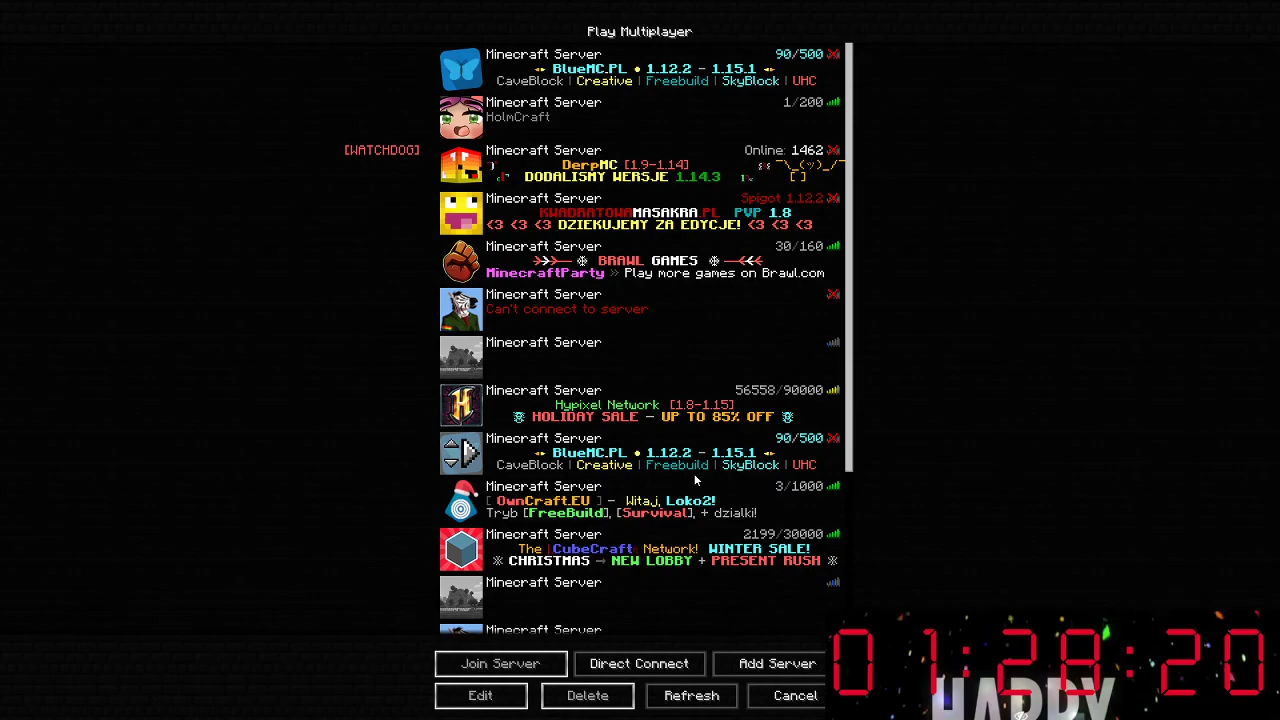 Play Multiplayer
Minecraft Server 90/500
BlueMC.PL • 1.12.2 - 1.15.1
CaveBlock | Creative | Freebuild | SkyBlock | UHC
Minecraft Server 1/200
HolmCraft
[WATCHDOG]
Minecraft Server Online: 1462
DerpMC [1.9-1.14] ¯\_(ツ)_/¯
DODALISMY WERSJE 1.14.3
Minecraft Server Spigot 1.12.2
KWADRATOWAMASAKRA.PL PVP 1.8
<3 <3 <3 DZIEKUJEMY ZA EDYCJE! <3 <3 <3
Minecraft Server 30/160
BRAWL GAMES
MinecraftParty » Play more games on Brawl.com
Minecraft Server
Can't connect to server
Minecraft Server
Minecraft Server 56558/90000
Hypixel Network [1.8-1.15]
HOLIDAY SALE - UP TO 85% OFF
Minecraft Server 90/500
BlueMC.PL • 1.12.2 - 1.15.1
CaveBlock | Creative | Freebuild | SkyBlock | UHC
Minecraft Server 3/1000
[ OwnCraft.EU ] - Witaj, Loko2!
Tryb [FreeBuild], [Survival], + dzialki!
Minecraft Server 2199/30000
The CubeCraft Network! WINTER SALE!
CHRISTMAS → NEW LOBBY + PRESENT RUSH
Minecraft Server
Minecraft Server
Join Server Direct Connect Add Server
Edit Delete Refresh Cancel
01:28:20
HAPPY